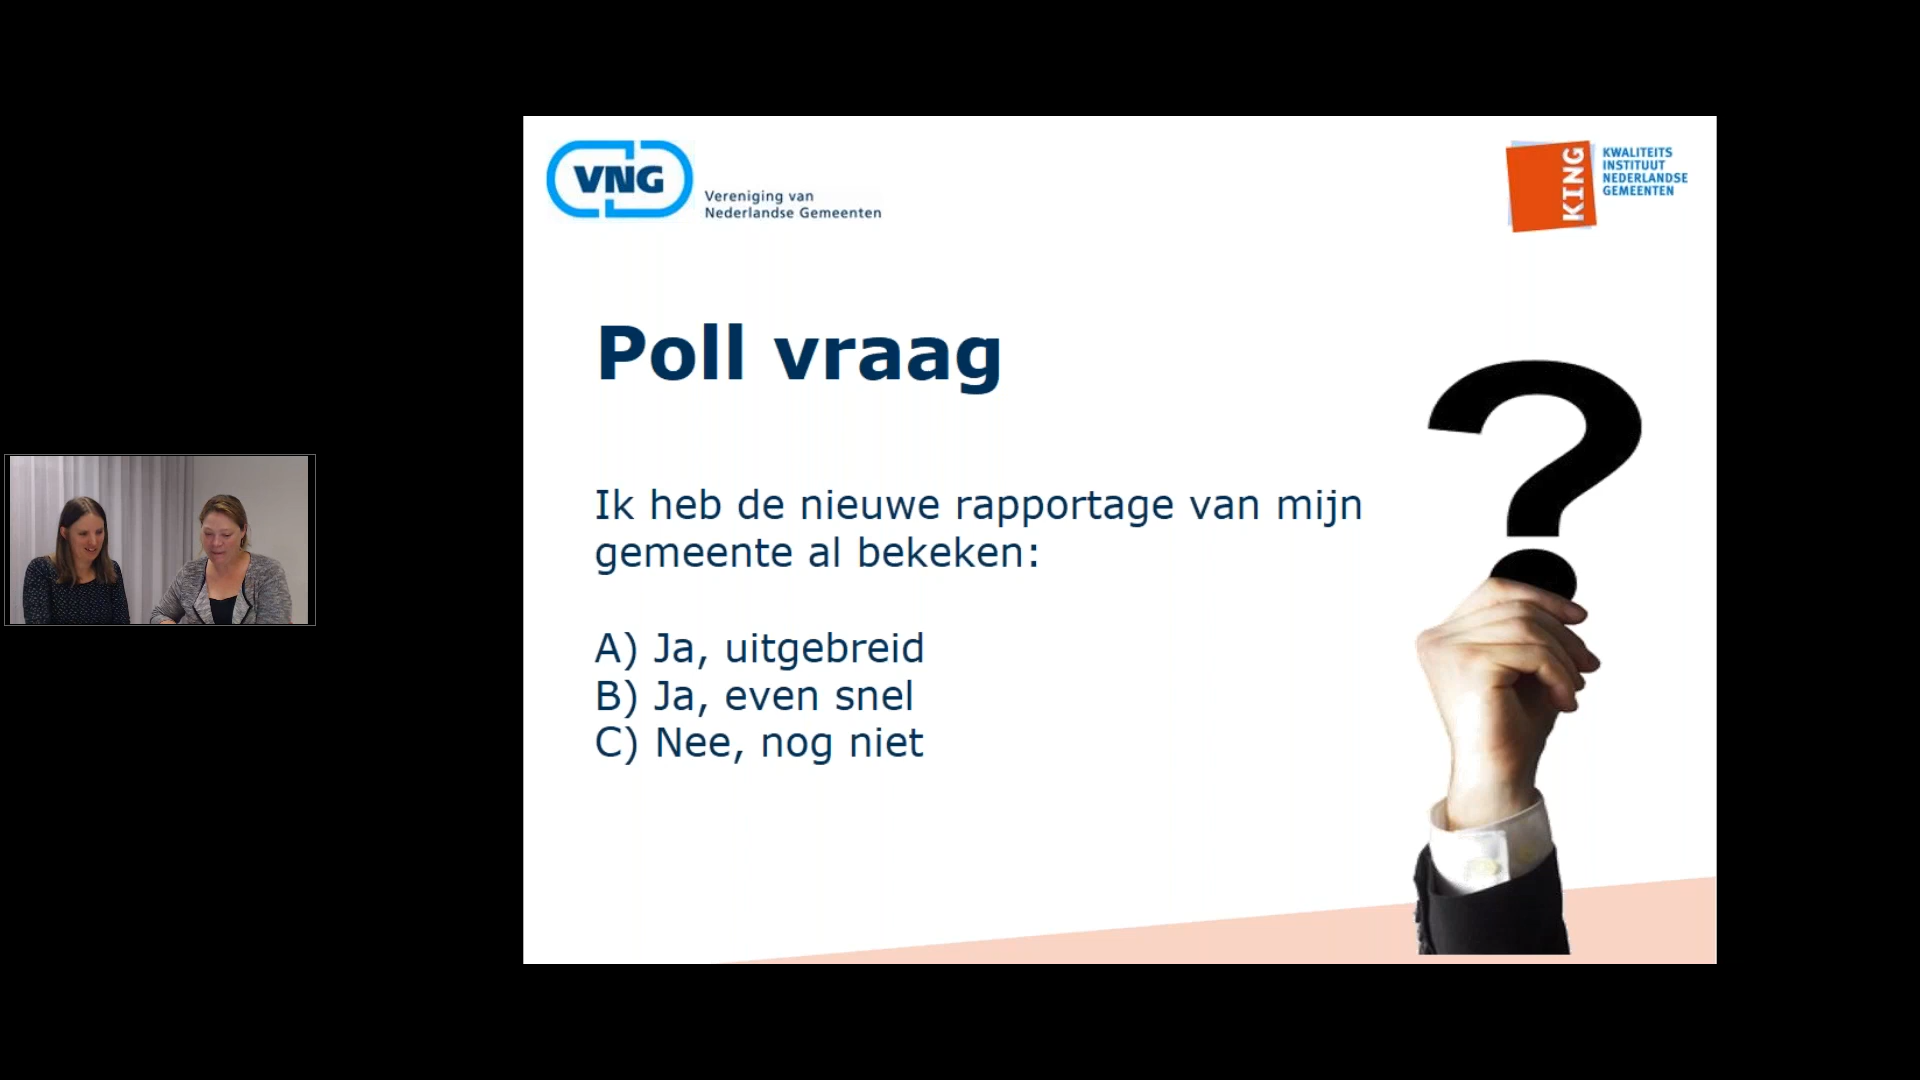 VNG
Vereniging van
Nederlandse Gemeenten
KING
KWALITEITS
INSTITUUT
NEDERLANDSE
GEMEENTEN
Poll vraag
Ik heb de nieuwe rapportage van mijn
gemeente al bekeken:
A) Ja, uitgebreid
B) Ja, even snel
C) Nee, nog niet